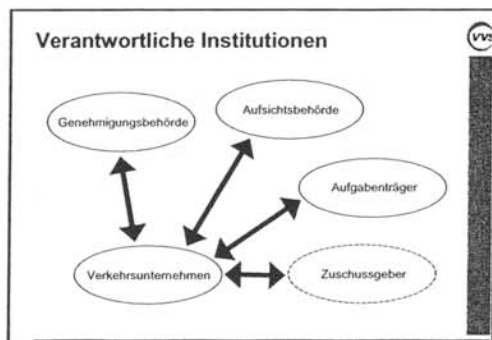 Verantwortliche Institutionen
VVS
Aufsichtsbehörde
Genehmigungsbehörde
Aufgabenträger
Verkehrsunternehmen
Zuschussgeber